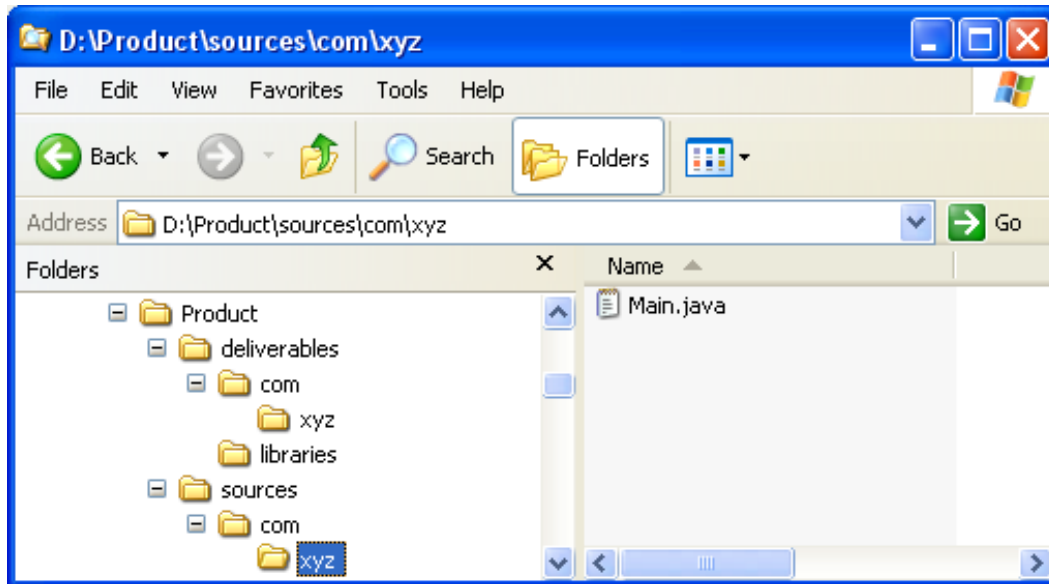 D:\Product\sources\com\xyz
File Edit View Favorites Tools Help
Back Search Folders
Address D:\Product\sources\com\xyz Go
Folders
Name
Product
deliverables
com
xyz
libraries
sources
com
xyz
Main.java